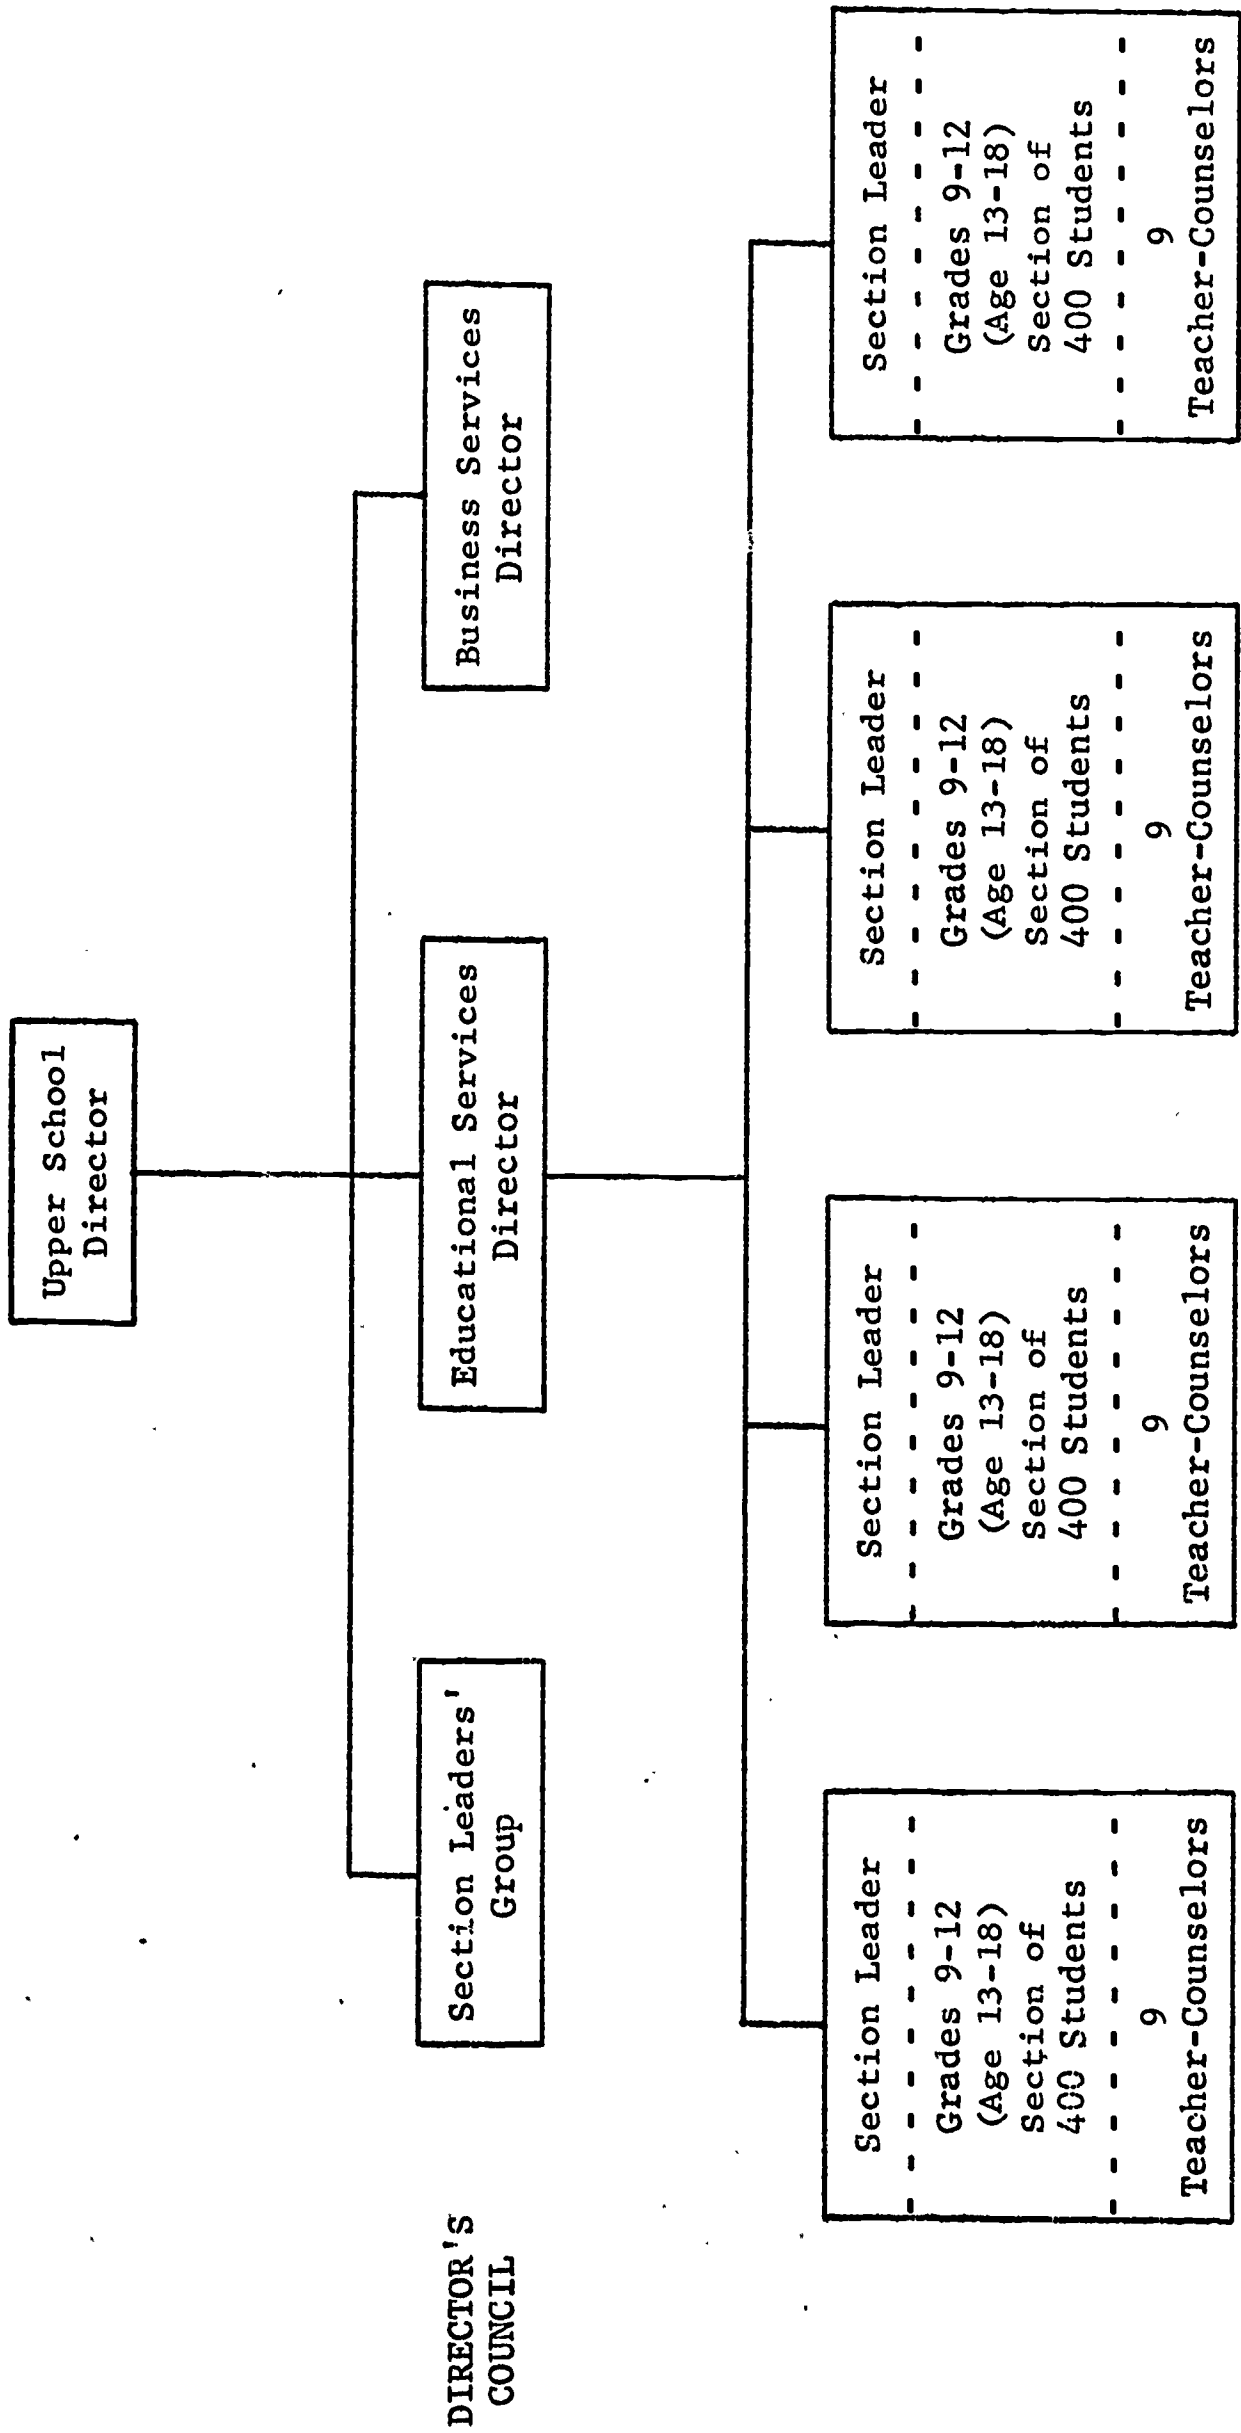 Upper School
Director
DIRECTOR'S
COUNCIL
Section Leaders'
Group
Educational Services
Director
Business Services
Director
Section Leader
Grades 9-12
(Age 13-18)
Section of
400 Students
9
Teacher-Counselors
Section Leader
Grades 9-12
(Age 13-18)
Section of
400 Students
9
Teacher-Counselors
Section Leader
Grades 9-12
(Age 13-18)
Section of
400 Students
9
Teacher-Counselors
Section Leader
Grades 9-12
(Age 13-18)
Section of
400 Students
9
Teacher-Counselors